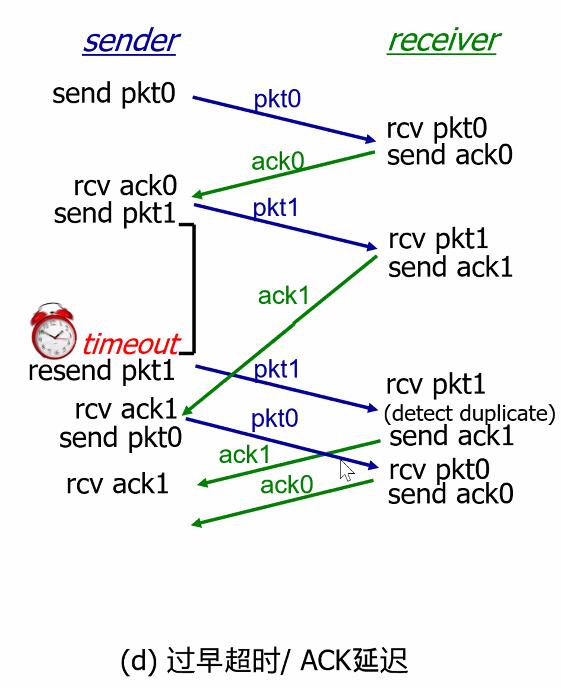 sender
receiver
send pkt0
pkt0
rcv pkt0
send ack0
ack0
rcv ack0
send pkt1
pkt1
rcv pkt1
send ack1
ack1
timeout
resend pkt1
pkt1
rcv pkt1
(detect duplicate)
rcv ack1
send pkt0
pkt0
send ack1
ack1
rcv pkt0
send ack0
rcv ack1
ack0
(d) 过早超时/ ACK延迟